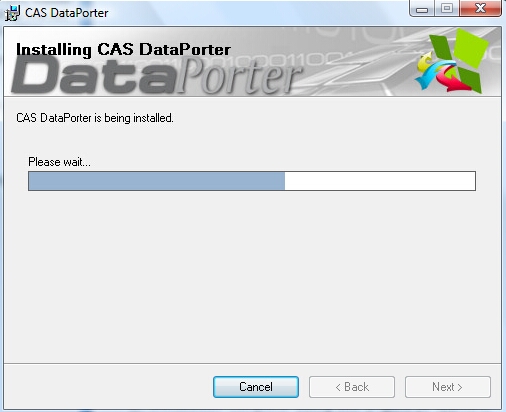 CAS DataPorter
Installing CAS DataPorter
DataPorter
CAS DataPorter is being installed.
Please wait...
Cancel
< Back
Next >